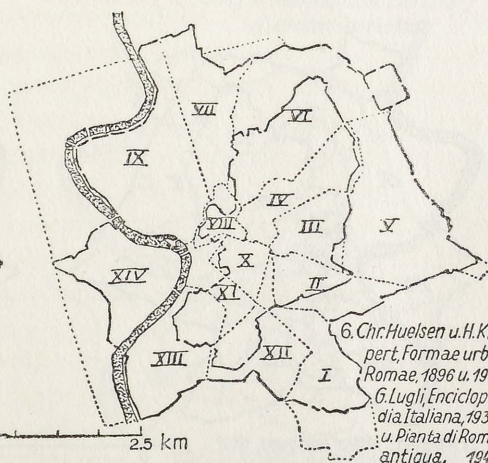 VII
VI
IX
IV
VIII
III
V
X
XIV
II
XI
XIII
XII
I
6. Chr. Huelsen u. H. K.
pert, Formae urb
Romae, 1896 u. 19
G. Lugli, Enciclop
dia Italiana, 193
u. Pianta di Rom
antiqua, 194
2.5 km